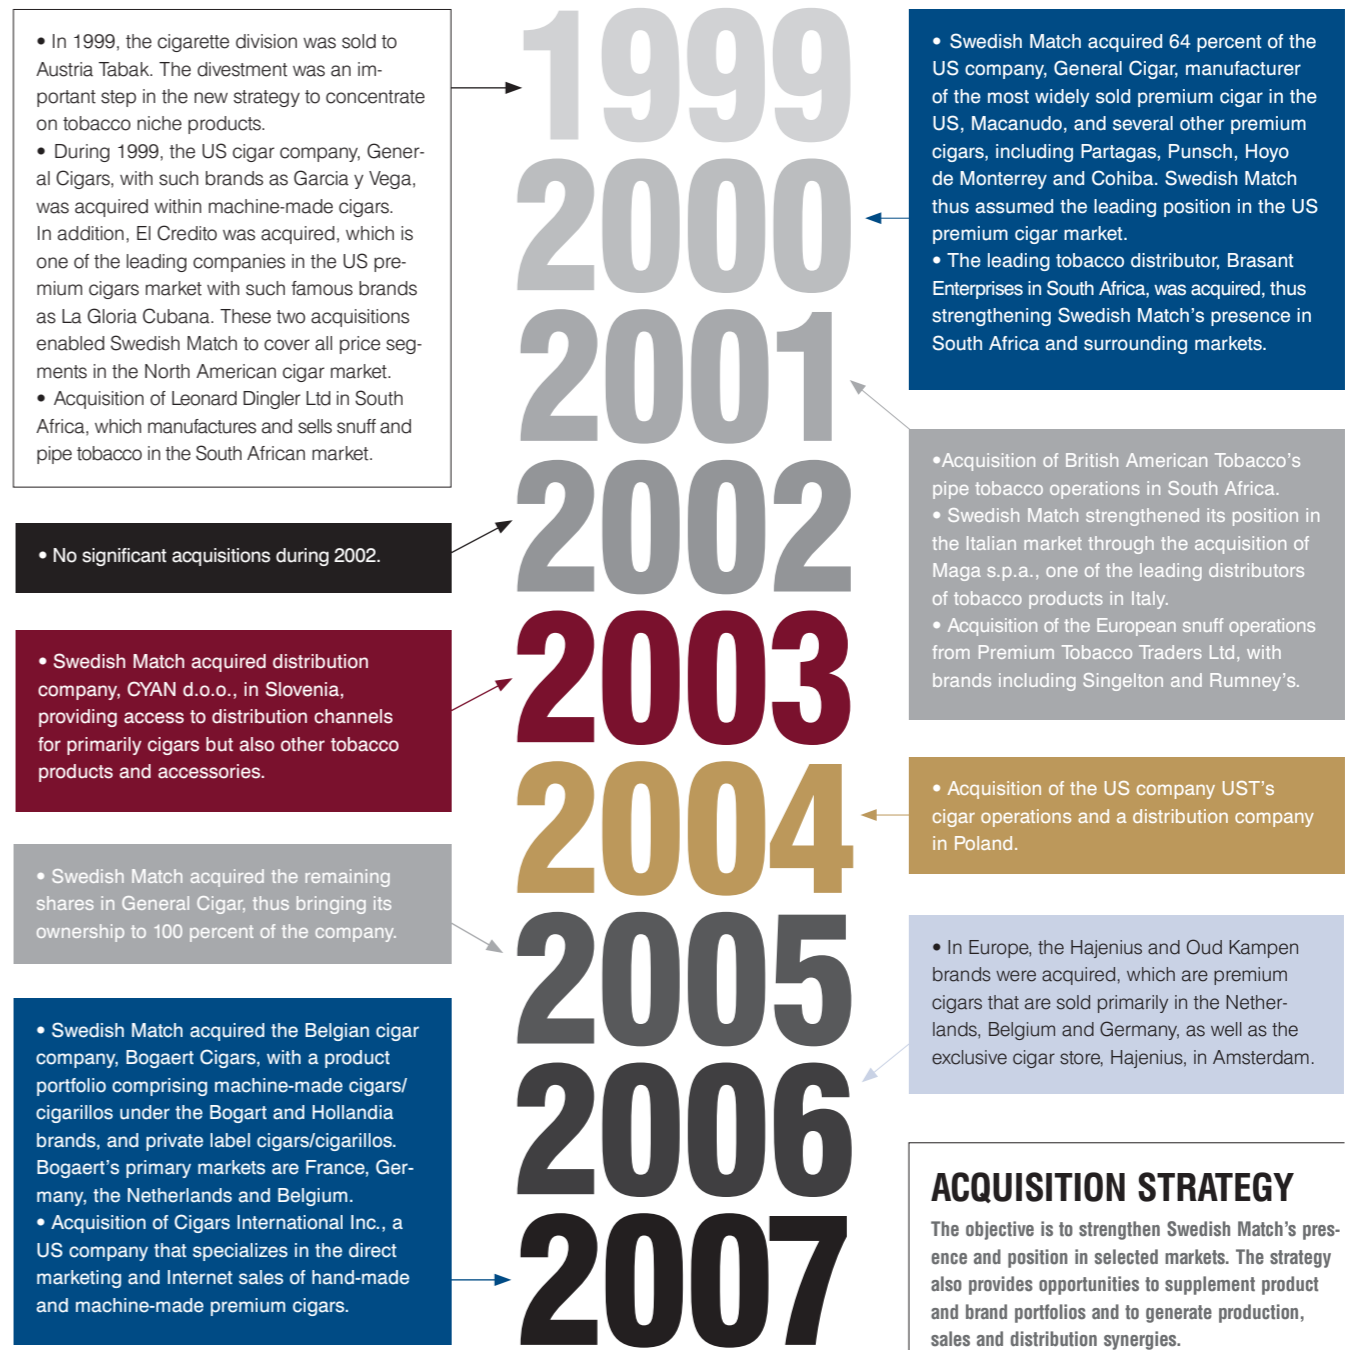 • In 1999, the cigarette division was sold to
Austria Tabak. The divestment was an im-
portant step in the new strategy to concentrate
on tobacco niche products.
• During 1999, the US cigar company, Gener-
al Cigars, with such brands as Garcia y Vega,
was acquired within machine-made cigars.
In addition, El Credito was acquired, which is
one of the leading companies in the US pre-
mium cigars market with such famous brands
as La Gloria Cubana. These two acquisitions
enabled Swedish Match to cover all price seg-
ments in the North American cigar market.
• Acquisition of Leonard Dingler Ltd in South
Africa, which manufactures and sells snuff and
pipe tobacco in the South African market.
1999
2000
• Swedish Match acquired 64 percent of the
US company, General Cigar, manufacturer
of the most widely sold premium cigar in the
US, Macanudo, and several other premium
cigars, including Partagas, Punsch, Hoyo
de Monterrey and Cohiba. Swedish Match
thus assumed the leading position in the US
premium cigar market.
• The leading tobacco distributor, Brasant
Enterprises in South Africa, was acquired, thus
strengthening Swedish Match's presence in
South Africa and surrounding markets.
2001
•Acquisition of British American Tobacco's
pipe tobacco operations in South Africa.
• Swedish Match strengthened its position in
the Italian market through the acquisition of
Maga s.p.a., one of the leading distributors
of tobacco products in Italy.
• Acquisition of the European snuff operations
from Premium Tobacco Traders Ltd, with
brands including Singelton and Rumney's.
• No significant acquisitions during 2002.
2002
• Swedish Match acquired distribution
company, CYAN d.o.o., in Slovenia,
providing access to distribution channels
for primarily cigars but also other tobacco
products and accessories.
2003
2004
• Acquisition of the US company UST's
cigar operations and a distribution company
in Poland.
• Swedish Match acquired the remaining
shares in General Cigar, thus bringing its
ownership to 100 percent of the company.
2005
2006
• In Europe, the Hajenius and Oud Kampen
brands were acquired, which are premium
cigars that are sold primarily in the Nether-
lands, Belgium and Germany, as well as the
exclusive cigar store, Hajenius, in Amsterdam.
• Swedish Match acquired the Belgian cigar
company, Bogaert Cigars, with a product
portfolio comprising machine-made cigars/
cigarillos under the Bogart and Hollandia
brands, and private label cigars/cigarillos.
Bogaert's primary markets are France, Ger-
many, the Netherlands and Belgium.
• Acquisition of Cigars International Inc., a
US company that specializes in the direct
marketing and Internet sales of hand-made
and machine-made premium cigars.
2007
ACQUISITION STRATEGY
The objective is to strengthen Swedish Match's pres-
ence and position in selected markets. The strategy
also provides opportunities to supplement product
and brand portfolios and to generate production,
sales and distribution synergies.